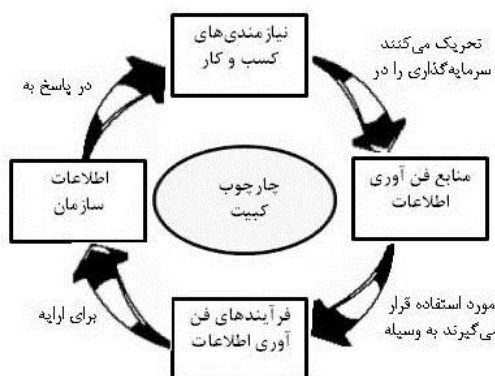 نیازمندی‌های
کسب و کار
تحریک می‌کنند
سرمایه‌گذاری را در
منابع فن آوری
اطلاعات
مورد استفاده قرار
می‌گیرند به وسیله
فرآیندهای فن
آوری اطلاعات
برای ارایه
اطلاعات
سازمان
در پاسخ به
چارچوب
کبیت